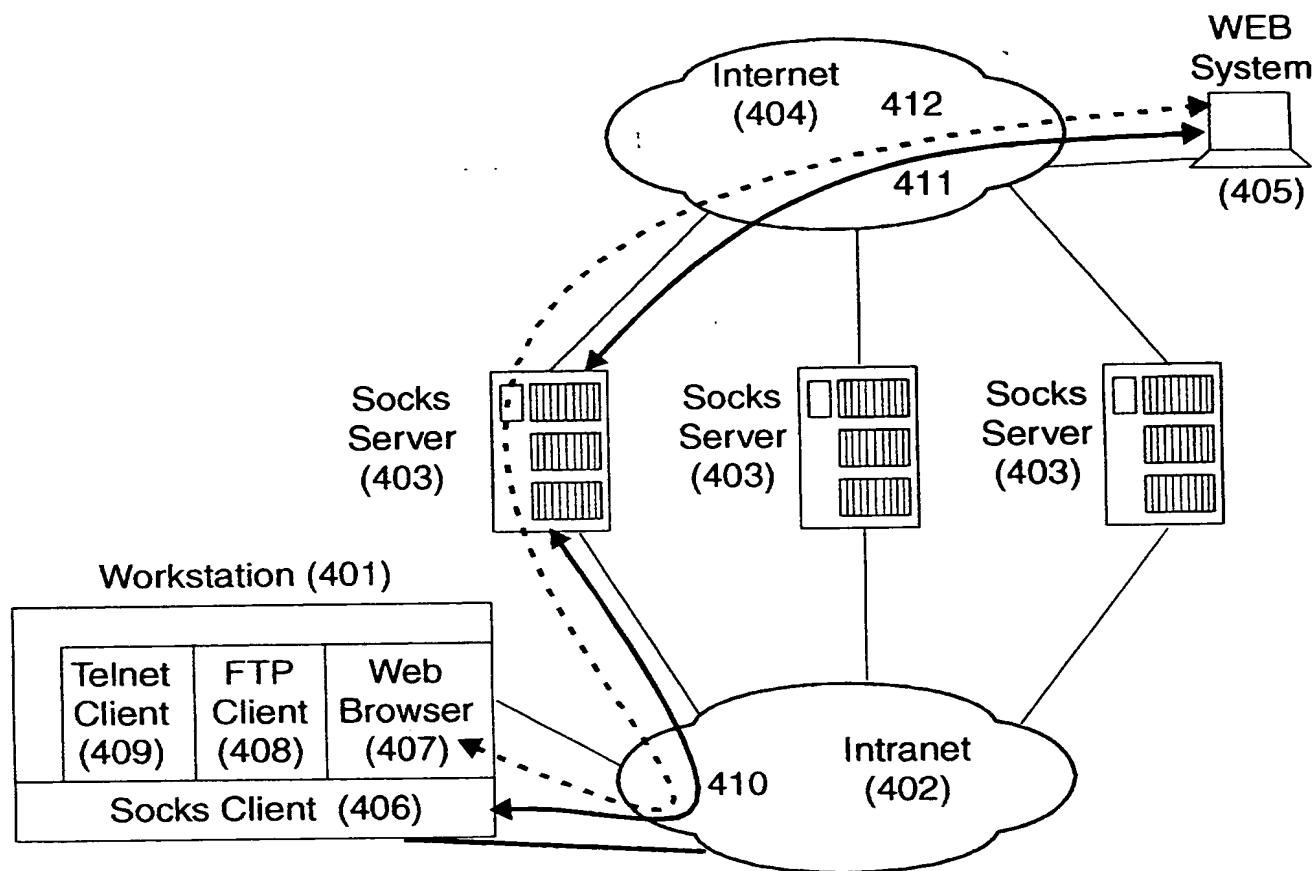 WEB
System
(405)
Internet
(404)
412
411
Socks
Server
(403)
Socks
Server
(403)
Socks
Server
(403)
Workstation (401)
Telnet
Client
(409)
FTP
Client
(408)
Web
Browser
(407)
Socks Client (406)
410
Intranet
(402)